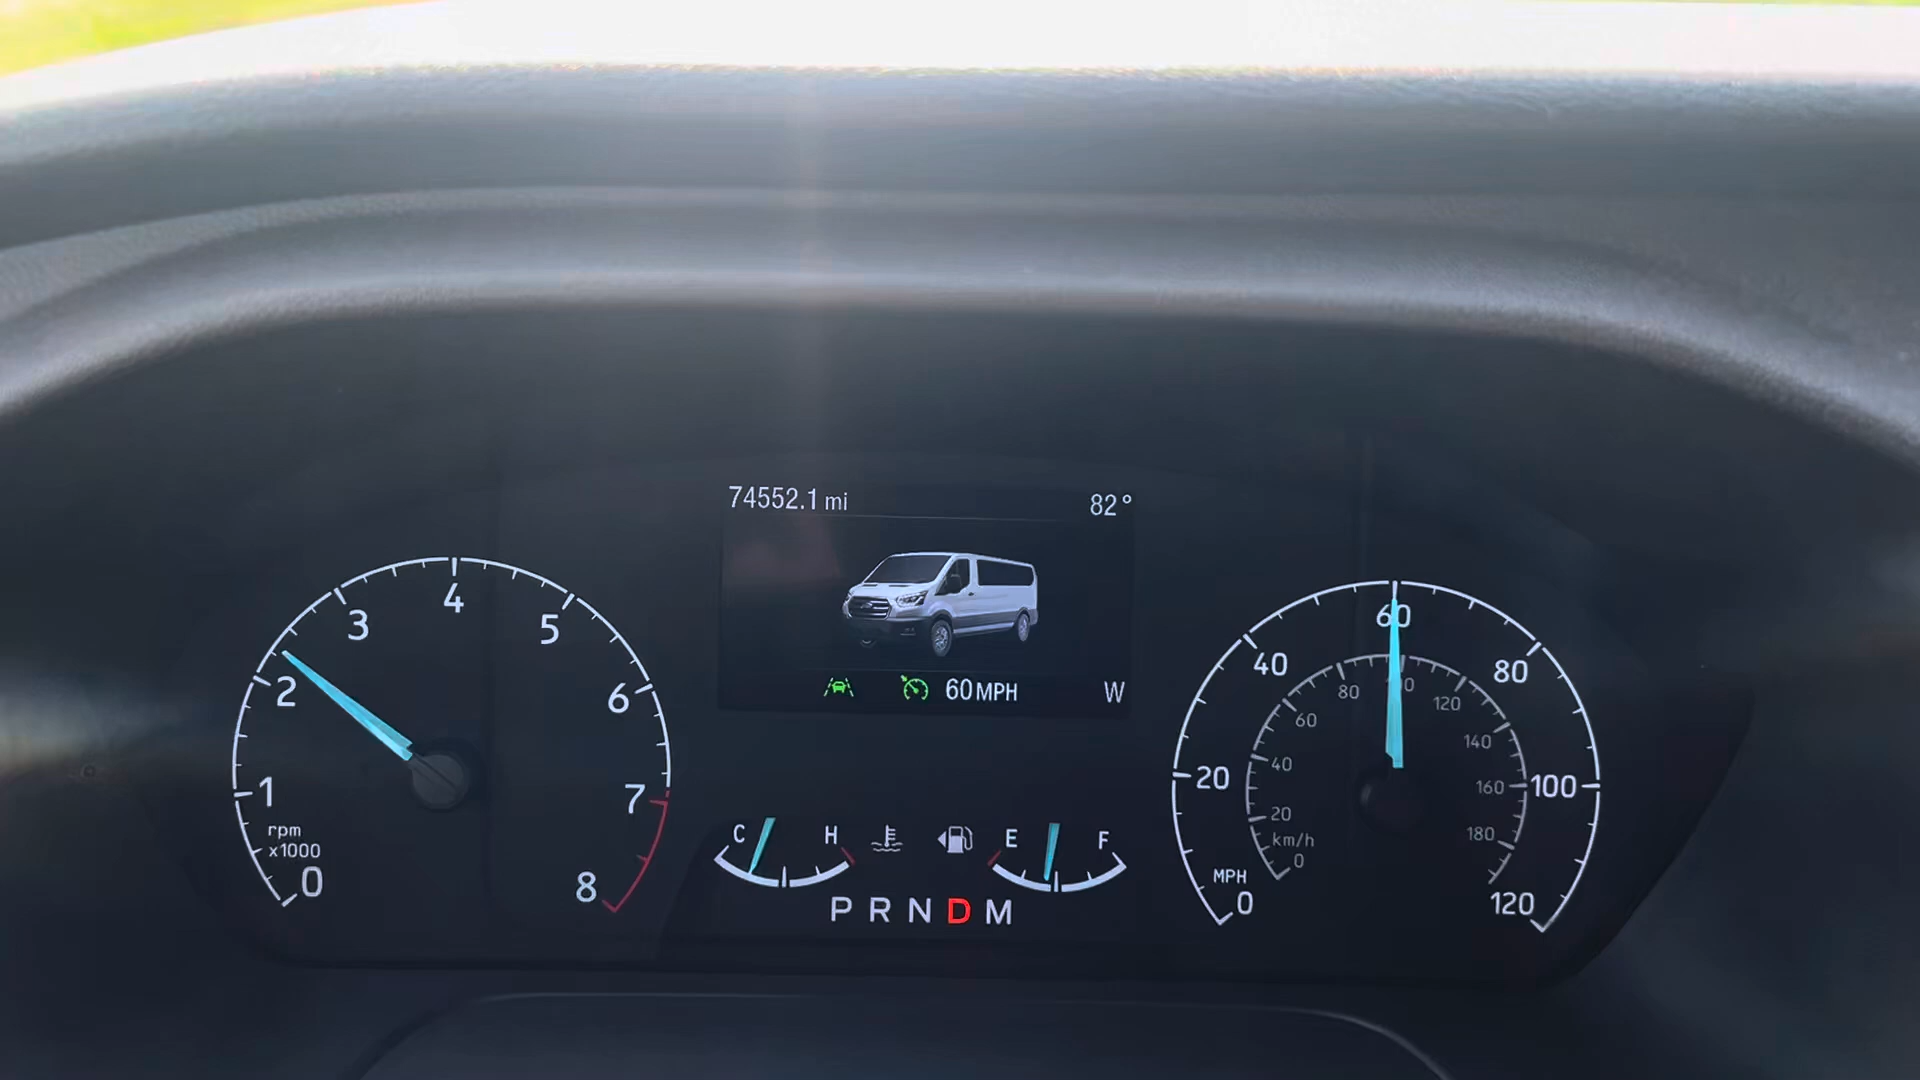 74552.1 mi 82°
60 MPH W
0 1 2 3 4 5 6 7 8
rpm
x1000
C H
E F
P R N D M
0 20 40 60 80 100 120
MPH
0 20 40 60 80 120 140 160 180
km/h